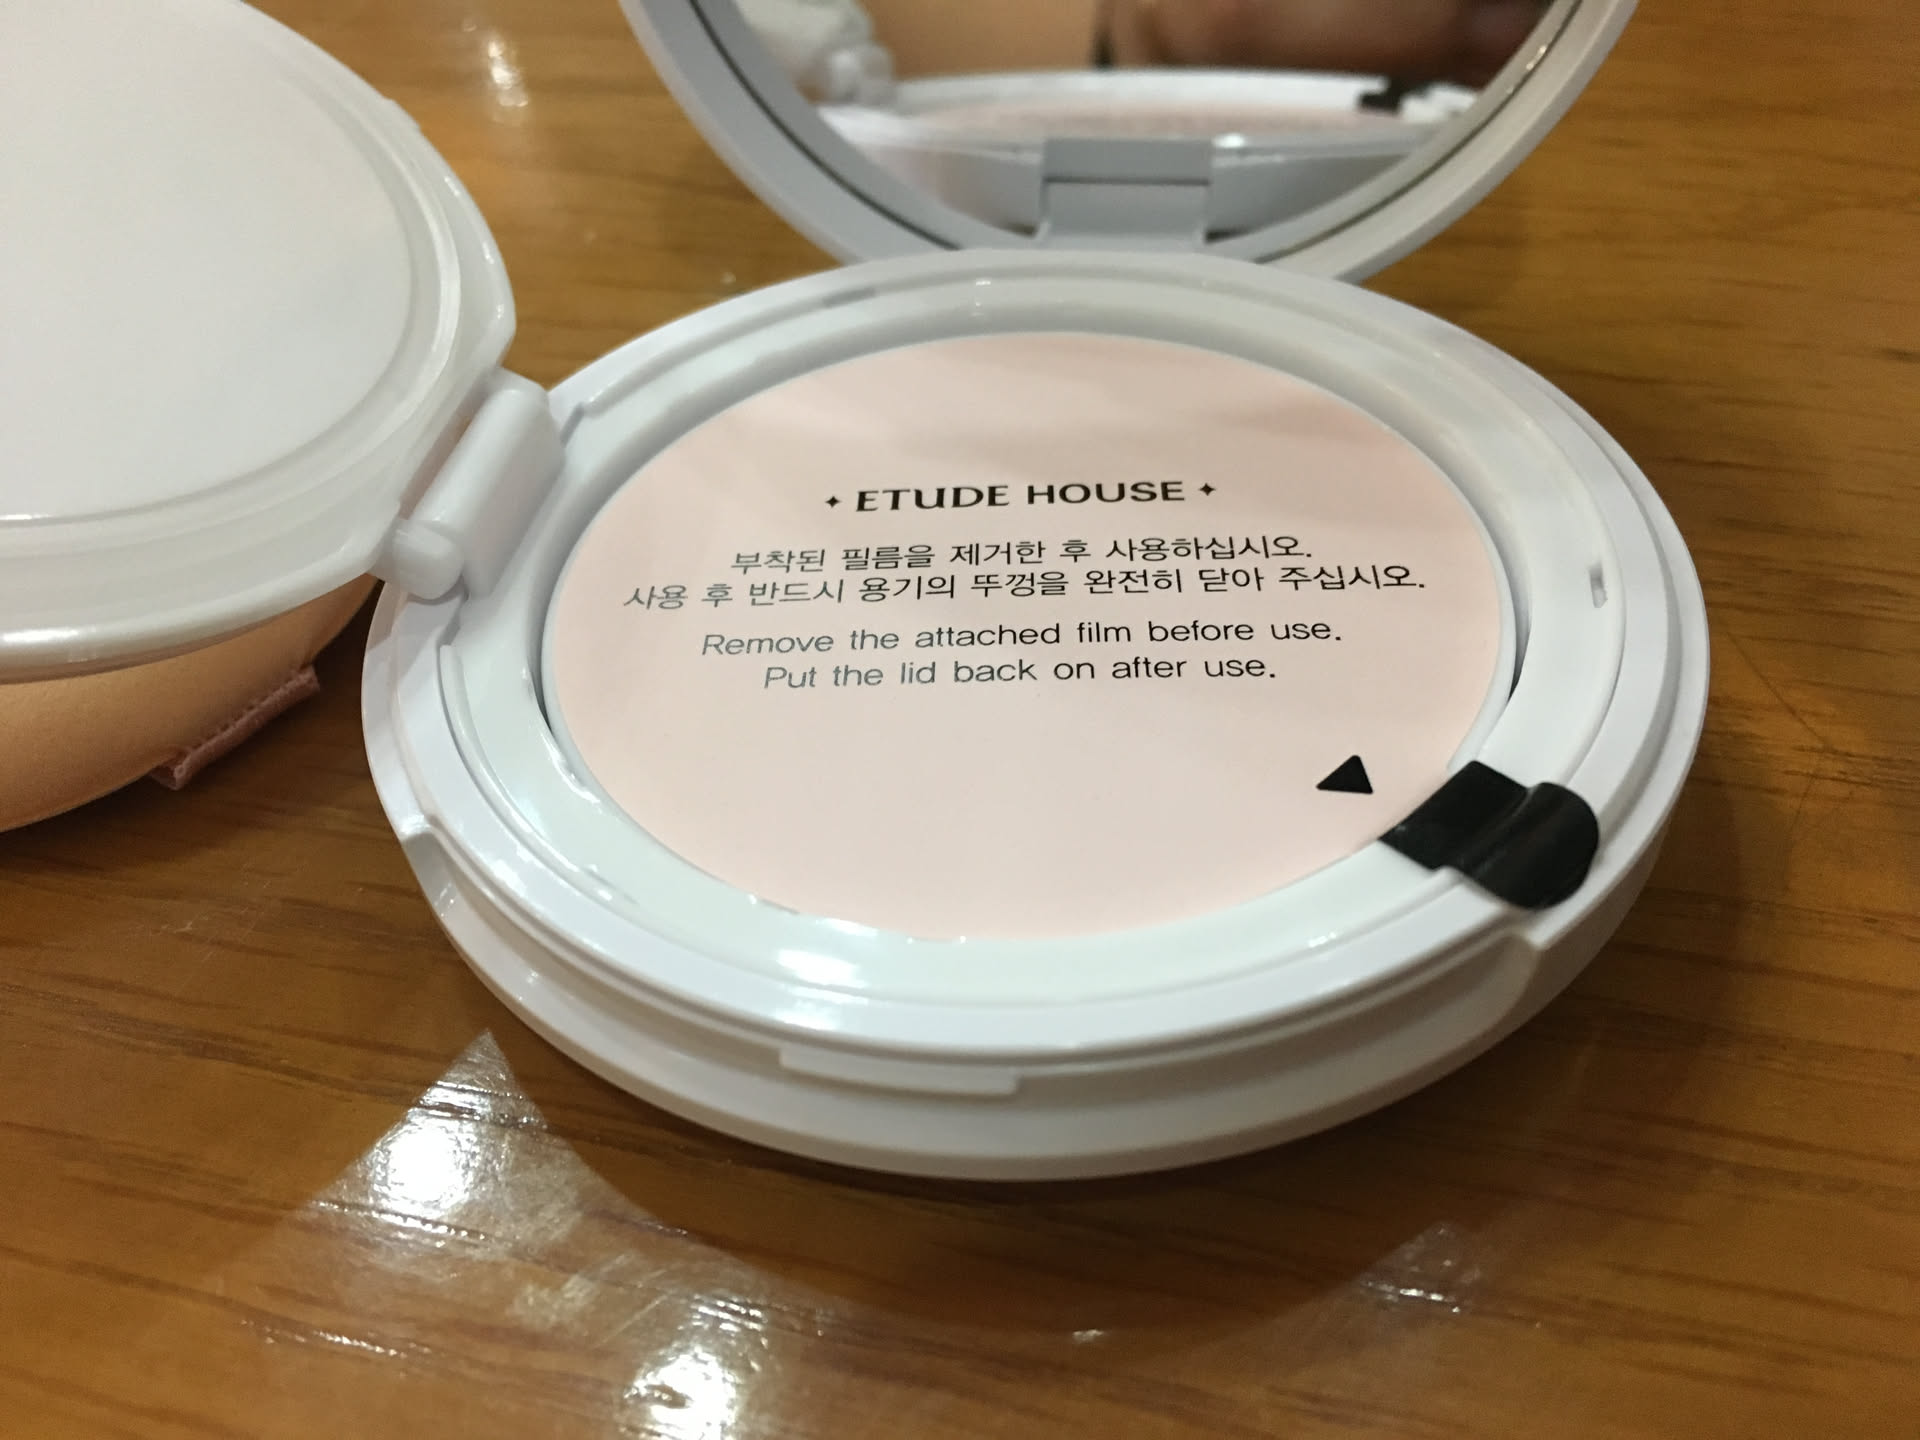 ✦ ETUDE HOUSE ✦
부착된 필름을 제거한 후 사용하십시오.
사용 후 반드시 용기의 뚜껑을 완전히 닫아 주십시오.
Remove the attached film before use.
Put the lid back on after use.